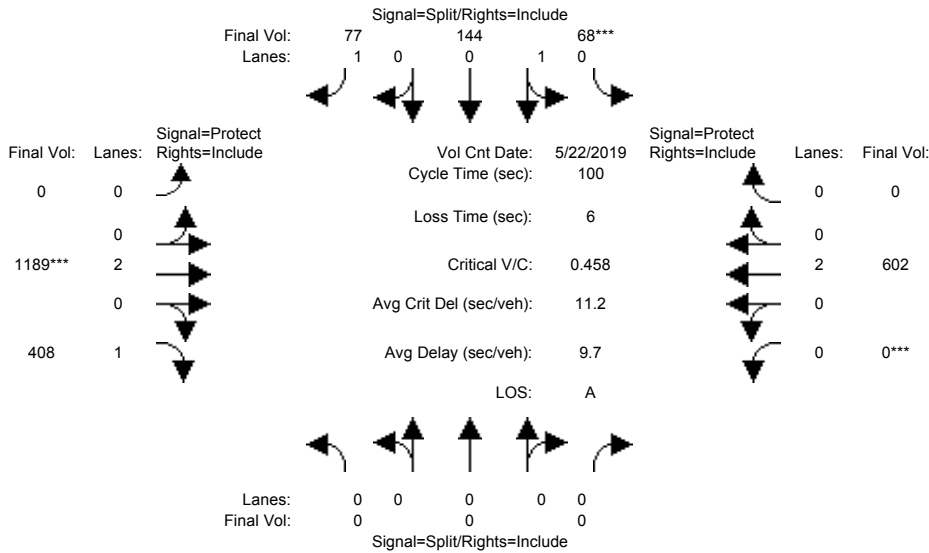 Signal=Split/Rights=Include
Final Vol: 77 144 68***
Lanes: 1 0 0 1 0
Signal=Protect
Final Vol: Lanes: Rights=Include
Vol Cnt Date: 5/22/2019
Signal=Protect
Rights=Include Lanes: Final Vol:
Cycle Time (sec): 100
0 0
0 0
Loss Time (sec): 6
0
0
1189*** 2
Critical V/C: 0.458
2 602
0
Avg Crit Del (sec/veh): 11.2
0
408 1
Avg Delay (sec/veh): 9.7
0 0***
LOS: A
Lanes: 0 0 0 0 0
Final Vol: 0 0 0
Signal=Split/Rights=Include